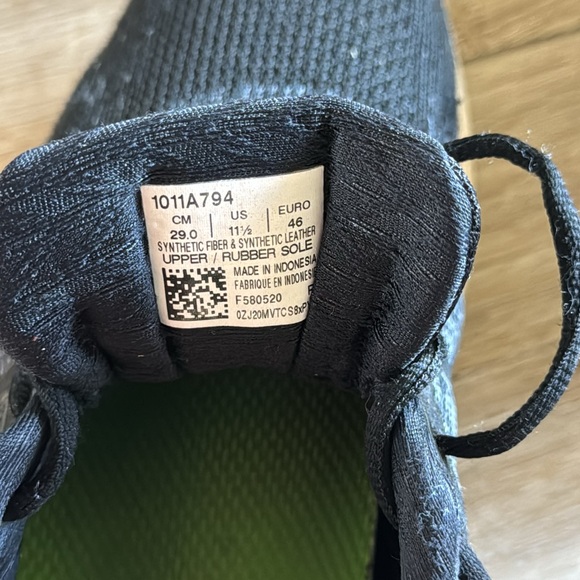 1011A794
CM | US | EURO
29.0 | 11½ | 46
SYNTHETIC FIBER & SYNTHETIC LEATHER
UPPER / RUBBER SOLE
MADE IN INDONESIA
FABRIQUE EN INDONESIE
F580520